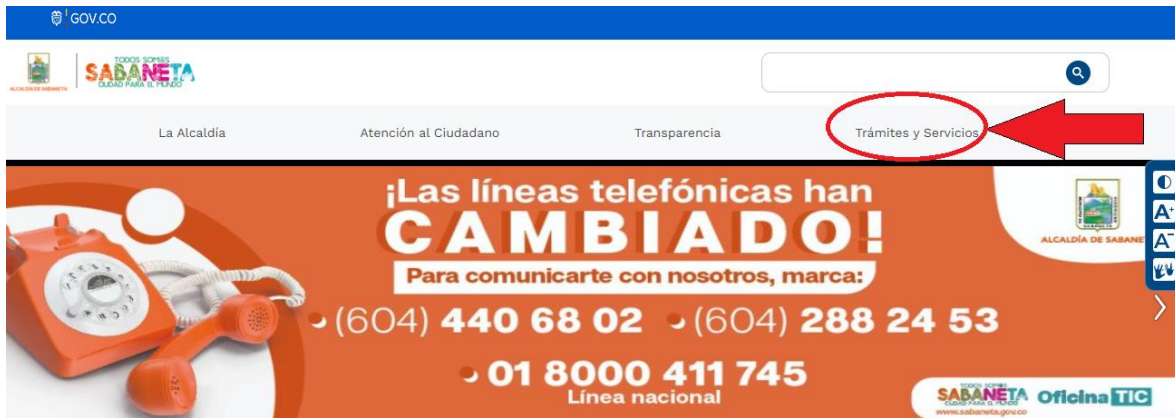 GOV.CO
ALCALDÍA DE SABANETA
TODOS SOMOS
SABANETA
CIUDAD PARA EL MUNDO
La Alcaldía
Atención al Ciudadano
Transparencia
Trámites y Servicios
¡Las líneas telefónicas han
CAMBIADO!
Para comunicarte con nosotros, marca:
(604) 440 68 02
(604) 288 24 53
01 8000 411 745
Línea nacional
ALCALDÍA DE SABANE
A+
A-
TODOS SOMOS
SABANETA
CIUDAD PARA EL MUNDO
www.sabaneta.gov.co
Oficina TIC